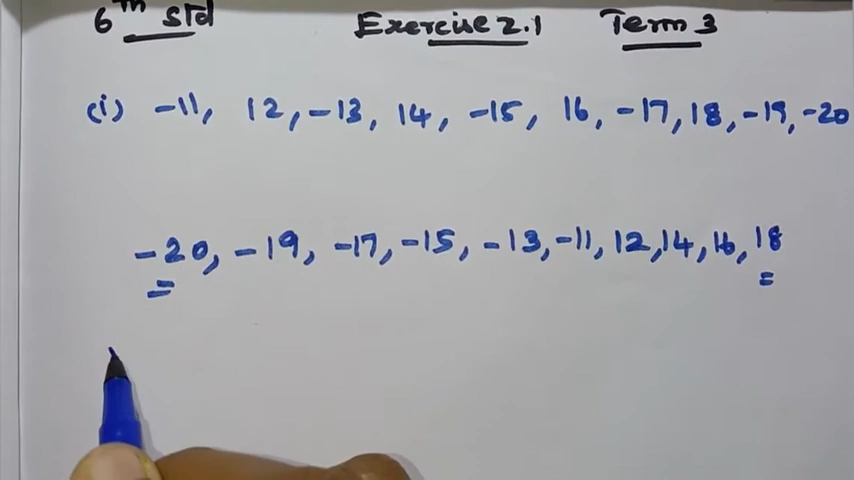 6th Std Exercise 2.1 Term 3
(i) -11, 12, -13, 14, -15, 16, -17, 18, -19, -20
-20, -19, -17, -15, -13, -11, 12, 14, 16, 18